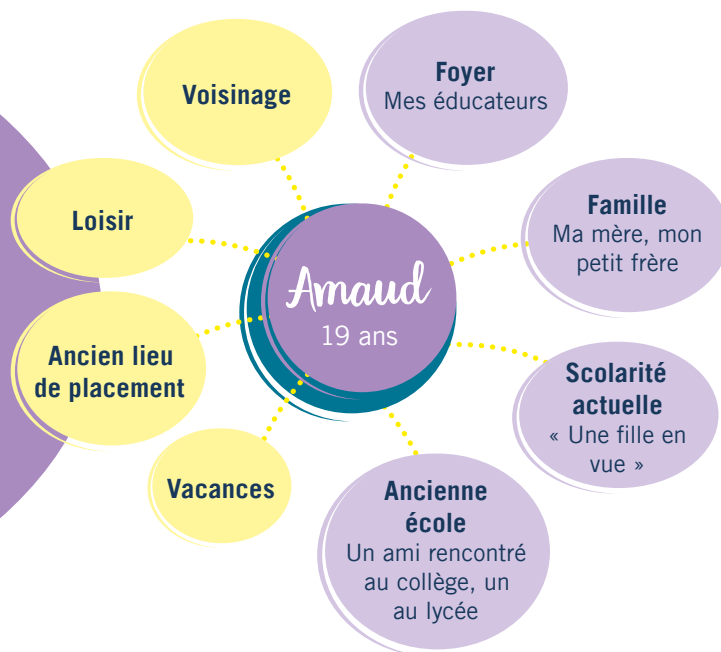 Foyer
Mes éducateurs
Voisinage
Famille
Ma mère, mon
petit frère
Loisir
Arnaud
19 ans
Ancien lieu
de placement
Scolarité
actuelle
« Une fille en
vue »
Vacances
Ancienne
école
Un ami rencontré
au collège, un
au lycée